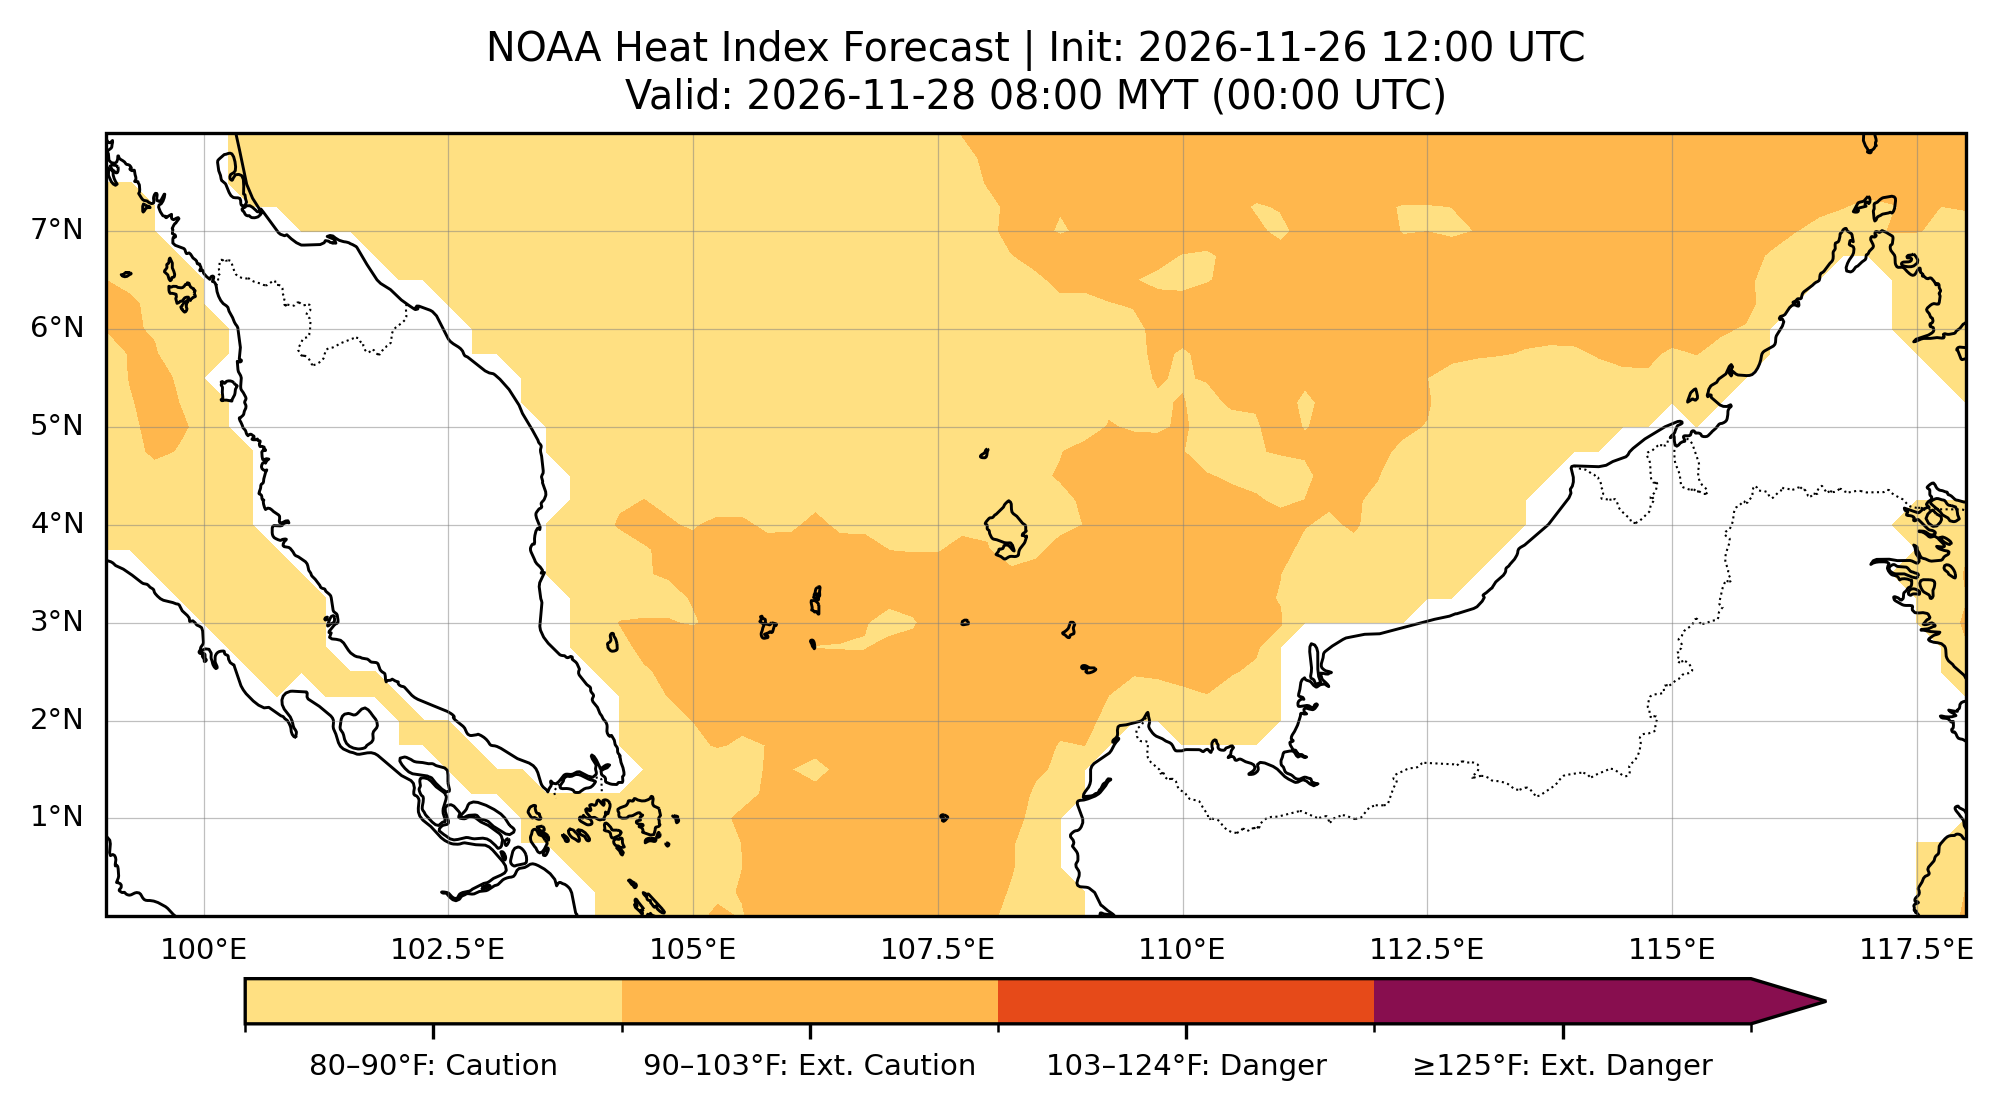 NOAA Heat Index Forecast | Init: 2026-11-26 12:00 UTC
Valid: 2026-11-28 08:00 MYT (00:00 UTC)
7°N
6°N
5°N
4°N
3°N
2°N
1°N
100°E 102.5°E 105°E 107.5°E 110°E 112.5°E 115°E 117.5°E
80–90°F: Caution 90–103°F: Ext. Caution 103–124°F: Danger ≥125°F: Ext. Danger